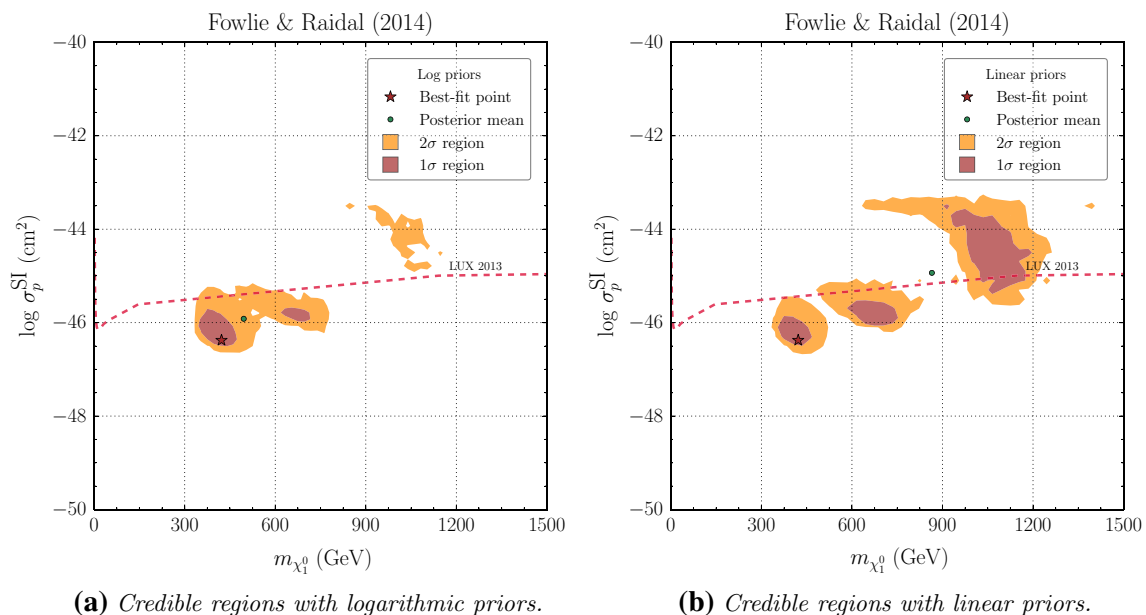 Fowlie & Raidal (2014)
−40
−42
−44
−46
−48
−50
log σ_p^SI (cm²)
Log priors
Best-fit point
Posterior mean
2σ region
1σ region
LUX 2013
0 300 600 900 1200 1500
m_χ₁⁰ (GeV)
(a) Credible regions with logarithmic priors.
Fowlie & Raidal (2014)
−40
−42
−44
−46
−48
−50
log σ_p^SI (cm²)
Linear priors
Best-fit point
Posterior mean
2σ region
1σ region
LUX 2013
0 300 600 900 1200 1500
m_χ₁⁰ (GeV)
(b) Credible regions with linear priors.